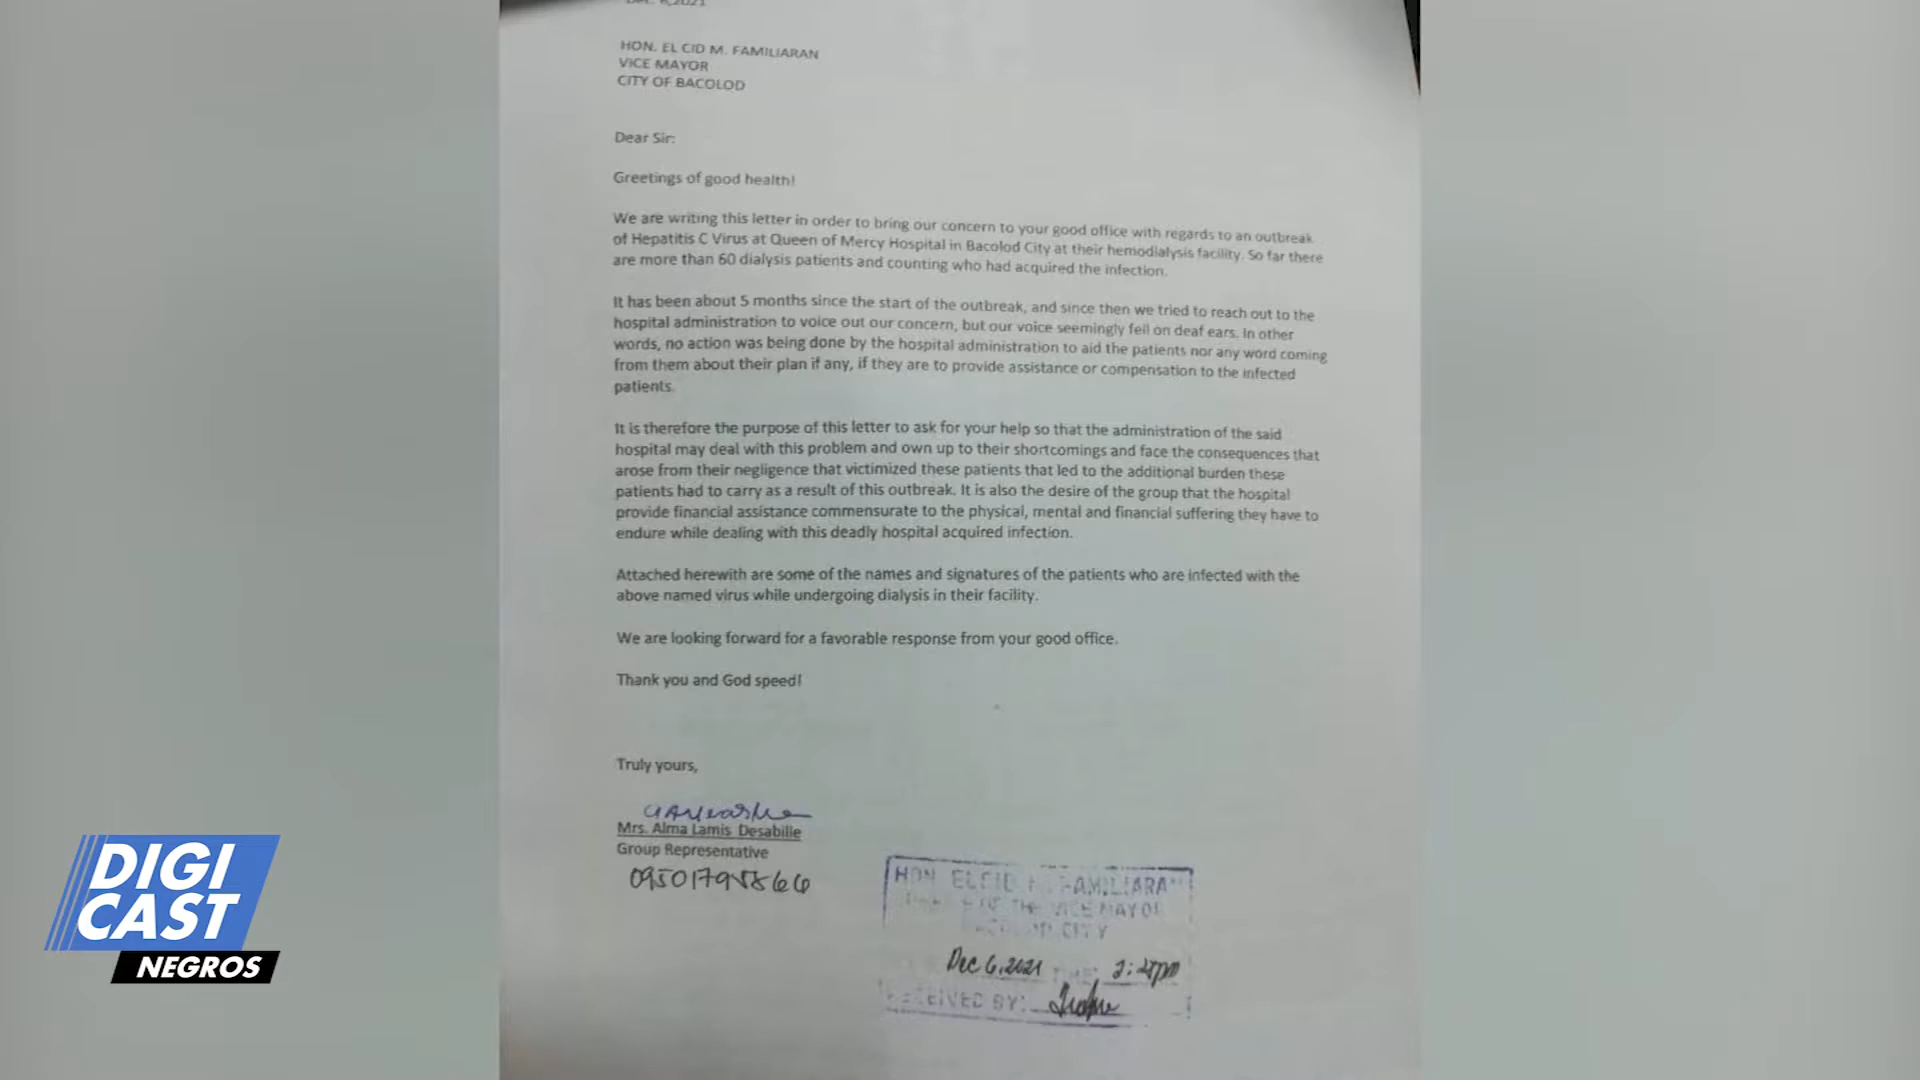 Dec. 6,2021
HON. EL CID M. FAMILIARAN
VICE MAYOR
CITY OF BACOLOD
Dear Sir:
Greetings of good health!
We are writing this letter in order to bring our concern to your good office with regards to an outbreak
of Hepatitis C Virus at Queen of Mercy Hospital in Bacolod City at their hemodialysis facility. So far there
are more than 60 dialysis patients and counting who had acquired the infection.
It has been about 5 months since the start of the outbreak, and since then we tried to reach out to the
hospital administration to voice out our concern, but our voice seemingly fell on deaf ears. In other
words, no action was being done by the hospital administration to aid the patients nor any word coming
from them about their plan if any, if they are to provide assistance or compensation to the infected
patients.
It is therefore the purpose of this letter to ask for your help so that the administration of the said
hospital may deal with this problem and own up to their shortcomings and face the consequences that
arose from their negligence that victimized these patients that led to the additional burden these
patients had to carry as a result of this outbreak. It is also the desire of the group that the hospital
provide financial assistance commensurate to the physical, mental and financial suffering they have to
endure while dealing with this deadly hospital acquired infection.
Attached herewith are some of the names and signatures of the patients who are infected with the
above named virus while undergoing dialysis in their facility.
We are looking forward for a favorable response from your good office.
Thank you and God speed!
Truly yours,
Mrs. Alma Lamis Desabille
Group Representative
HON. ELCID M. FAMILIARAN
OF THE VICE MAYOR
BACOLOD CITY
Dec 6, 2021 TIME:
RECEIVED BY:
DIGI
CAST
NEGROS